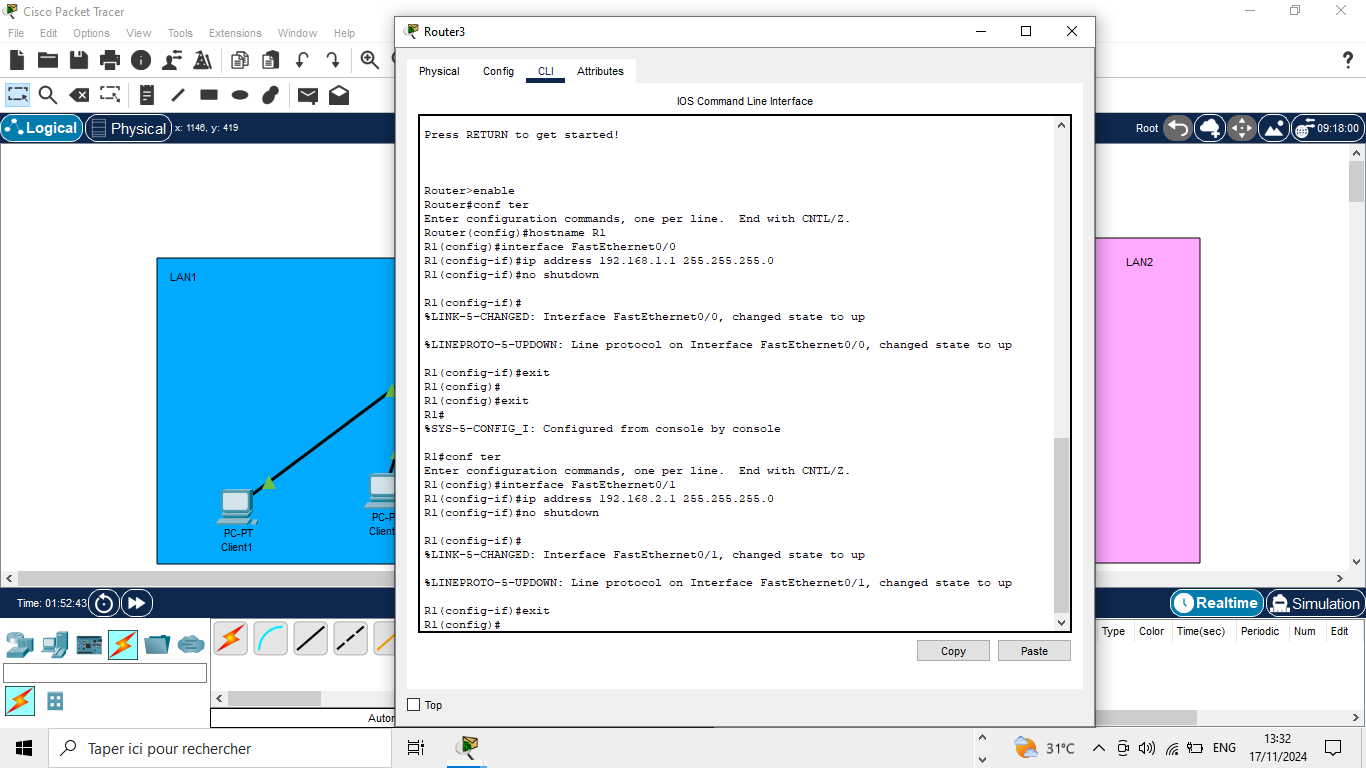 Cisco Packet Tracer
File Edit Options View Tools Extensions Window Help
Logical Physical x: 1146, y: 419
Root 09:18:00
LAN1
PC-PT
Client1
PC-P
Client
LAN2
Router3
Physical Config CLI Attributes
IOS Command Line Interface
Press RETURN to get started!
Router>enable
Router#conf ter
Enter configuration commands, one per line.  End with CNTL/Z.
Router(config)#hostname R1
R1(config)#interface FastEthernet0/0
R1(config-if)#ip address 192.168.1.1 255.255.255.0
R1(config-if)#no shutdown
R1(config-if)#
%LINK-5-CHANGED: Interface FastEthernet0/0, changed state to up
%LINEPROTO-5-UPDOWN: Line protocol on Interface FastEthernet0/0, changed state to up
R1(config-if)#exit
R1(config)#
R1(config)#exit
R1#
%SYS-5-CONFIG_I: Configured from console by console
R1#conf ter
Enter configuration commands, one per line.  End with CNTL/Z.
R1(config)#interface FastEthernet0/1
R1(config-if)#ip address 192.168.2.1 255.255.255.0
R1(config-if)#no shutdown
R1(config-if)#
%LINK-5-CHANGED: Interface FastEthernet0/1, changed state to up
%LINEPROTO-5-UPDOWN: Line protocol on Interface FastEthernet0/1, changed state to up
R1(config-if)#exit
R1(config)#
Copy Paste
Top
Time: 01:52:43
Realtime Simulation
Type Color Time(sec) Periodic Num Edit
Autor
Taper ici pour rechercher
31°C ENG
13:32
17/11/2024